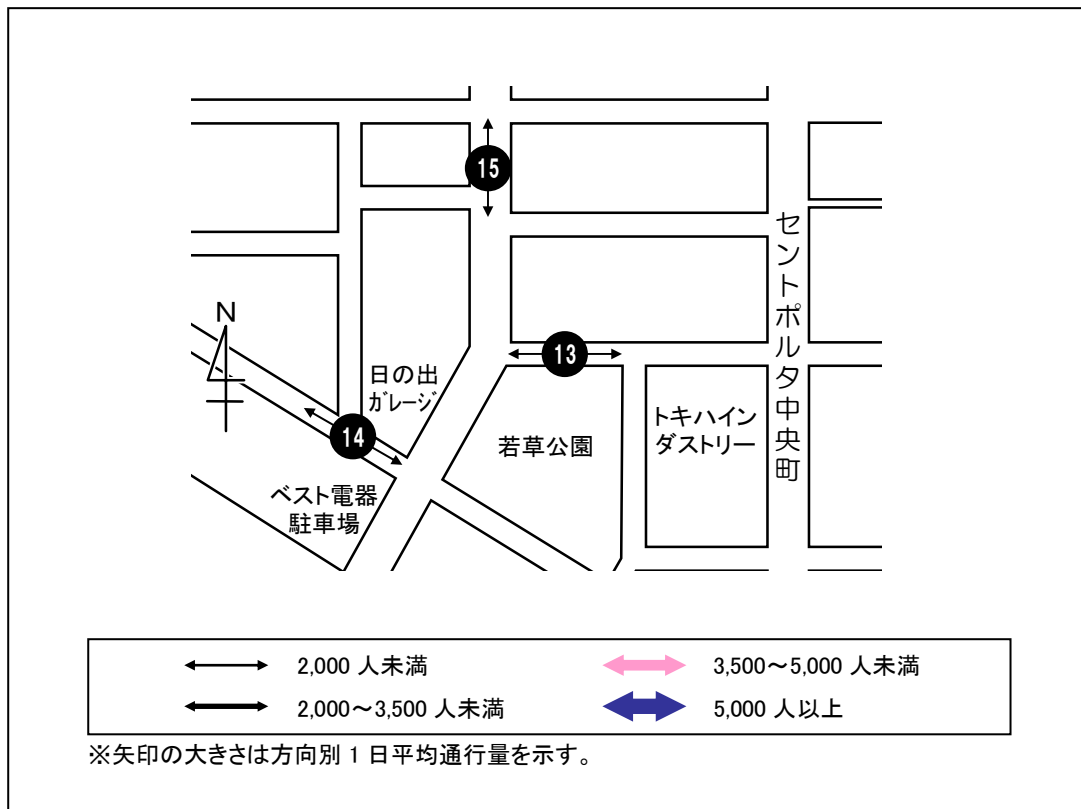 15
セントポルタ中央町
N
13
日の出
ガレージ
トキハイン
ダストリー
14
若草公園
ベスト電器
駐車場
2,000 人未満
3,500～5,000 人未満
2,000～3,500 人未満
5,000 人以上
※矢印の大きさは方向別 1 日平均通行量を示す。